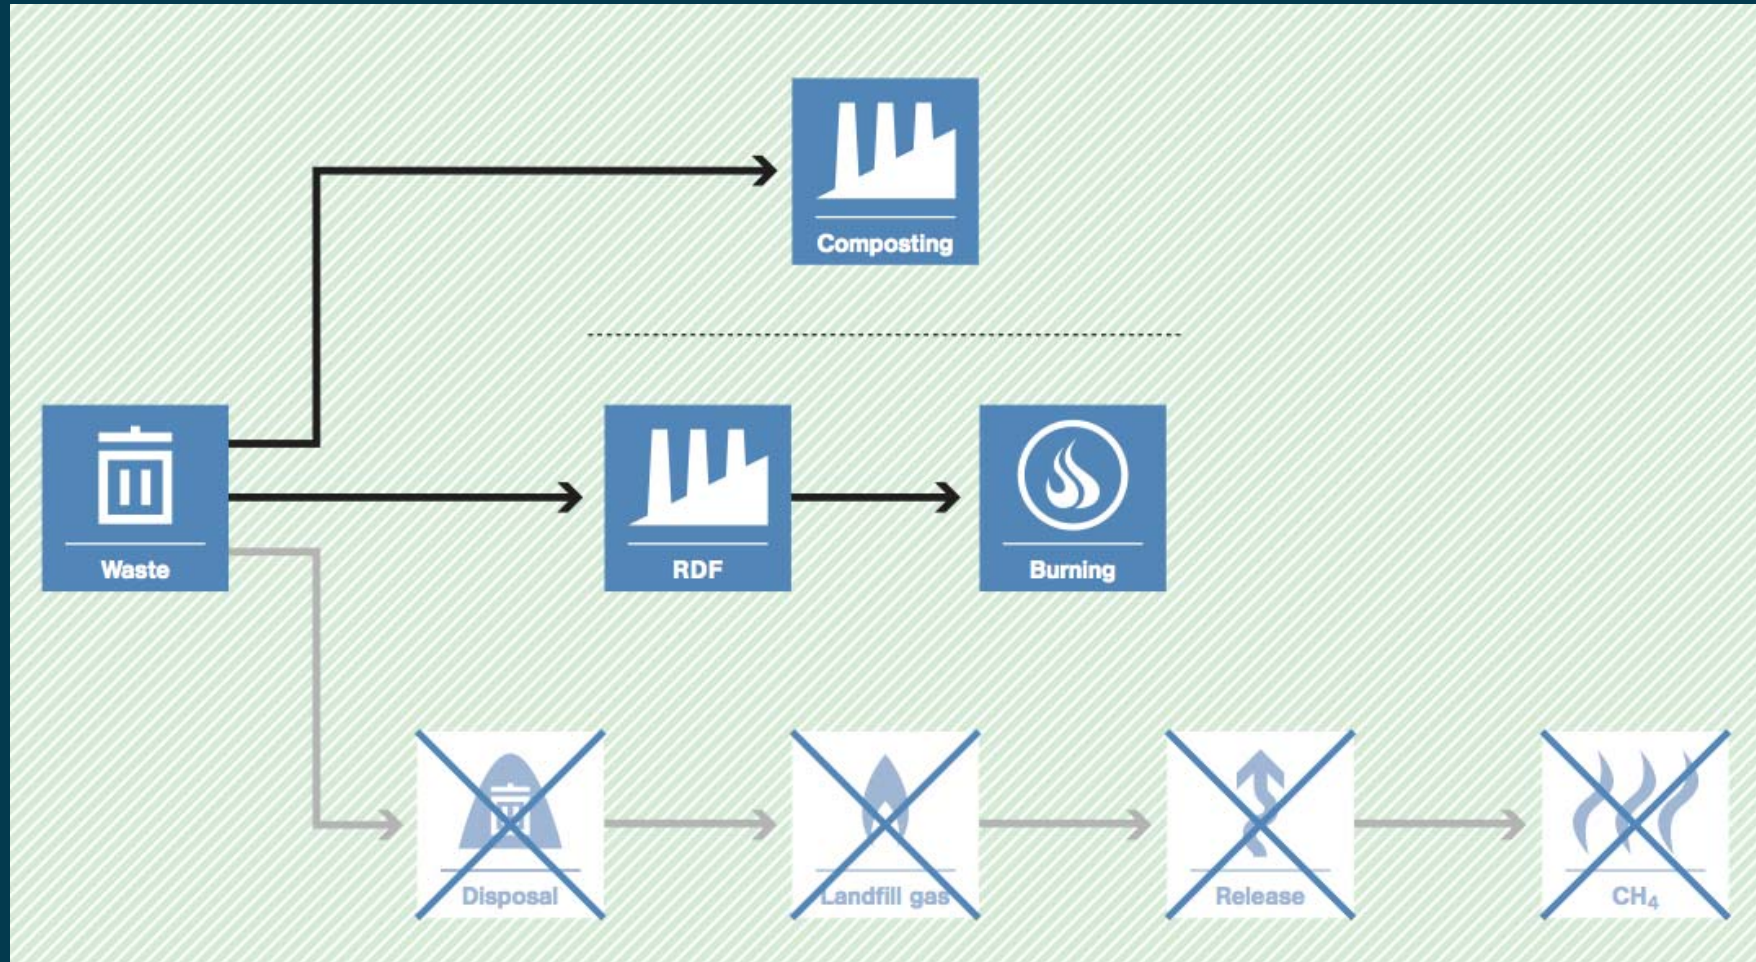 Composting
Waste
RDF
Burning
Disposal
Landfill gas
Release
CH₄